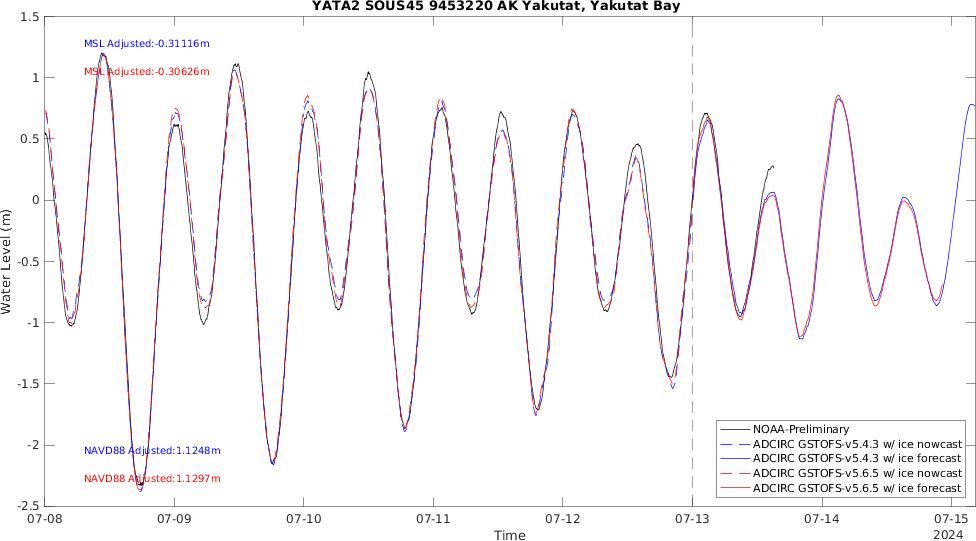 YATA2 SOUS45 9453220 AK Yakutat, Yakutat Bay
1.5
1
0.5
0
-0.5
-1
-1.5
-2
-2.5
Water Level (m)
MSL Adjusted:-0.31116m
MSL Adjusted:-0.30626m
NAVD88 Adjusted:1.1248m
NAVD88 Adjusted:1.1297m
NOAA-Preliminary
ADCIRC GSTOFS-v5.4.3 w/ ice nowcast
ADCIRC GSTOFS-v5.4.3 w/ ice forecast
ADCIRC GSTOFS-v5.6.5 w/ ice nowcast
ADCIRC GSTOFS-v5.6.5 w/ ice forecast
07-08 07-09 07-10 07-11 07-12 07-13 07-14 07-15
Time
2024